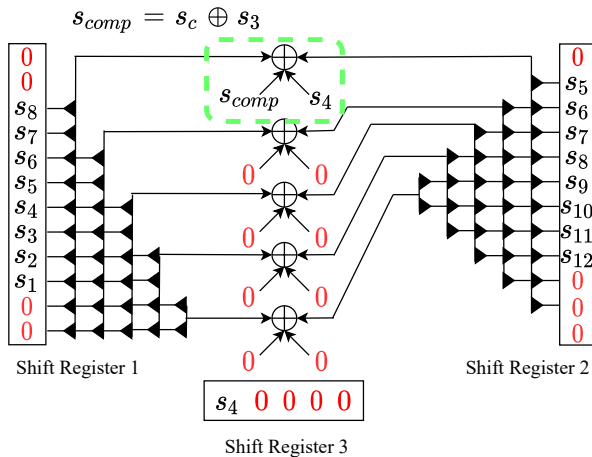 s_comp = s_c ⊕ s_3
0
0
s_8
s_7
s_6
s_5
s_4
s_3
s_2
s_1
0
0
Shift Register 1
s_comp s_4
0 0
0 0
0 0
0 0
s_4 0 0 0 0
Shift Register 3
0
s_5
s_6
s_7
s_8
s_9
s_10
s_11
s_12
0
0
0
Shift Register 2